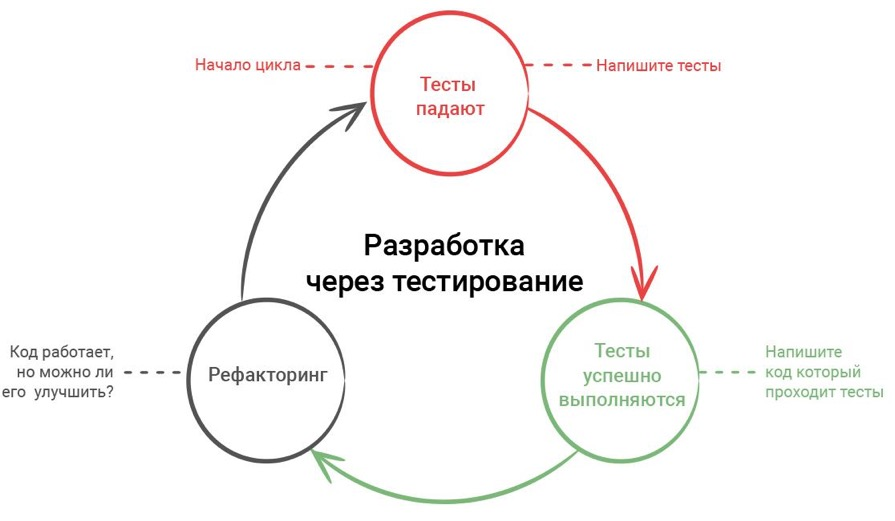 Начало цикла
Тесты
падают
Напишите тесты
Разработка
через тестирование
Код работает,
но можно ли
его улучшить?
Рефакторинг
Тесты
успешно
выполняются
Напишите
код который
проходит тесты